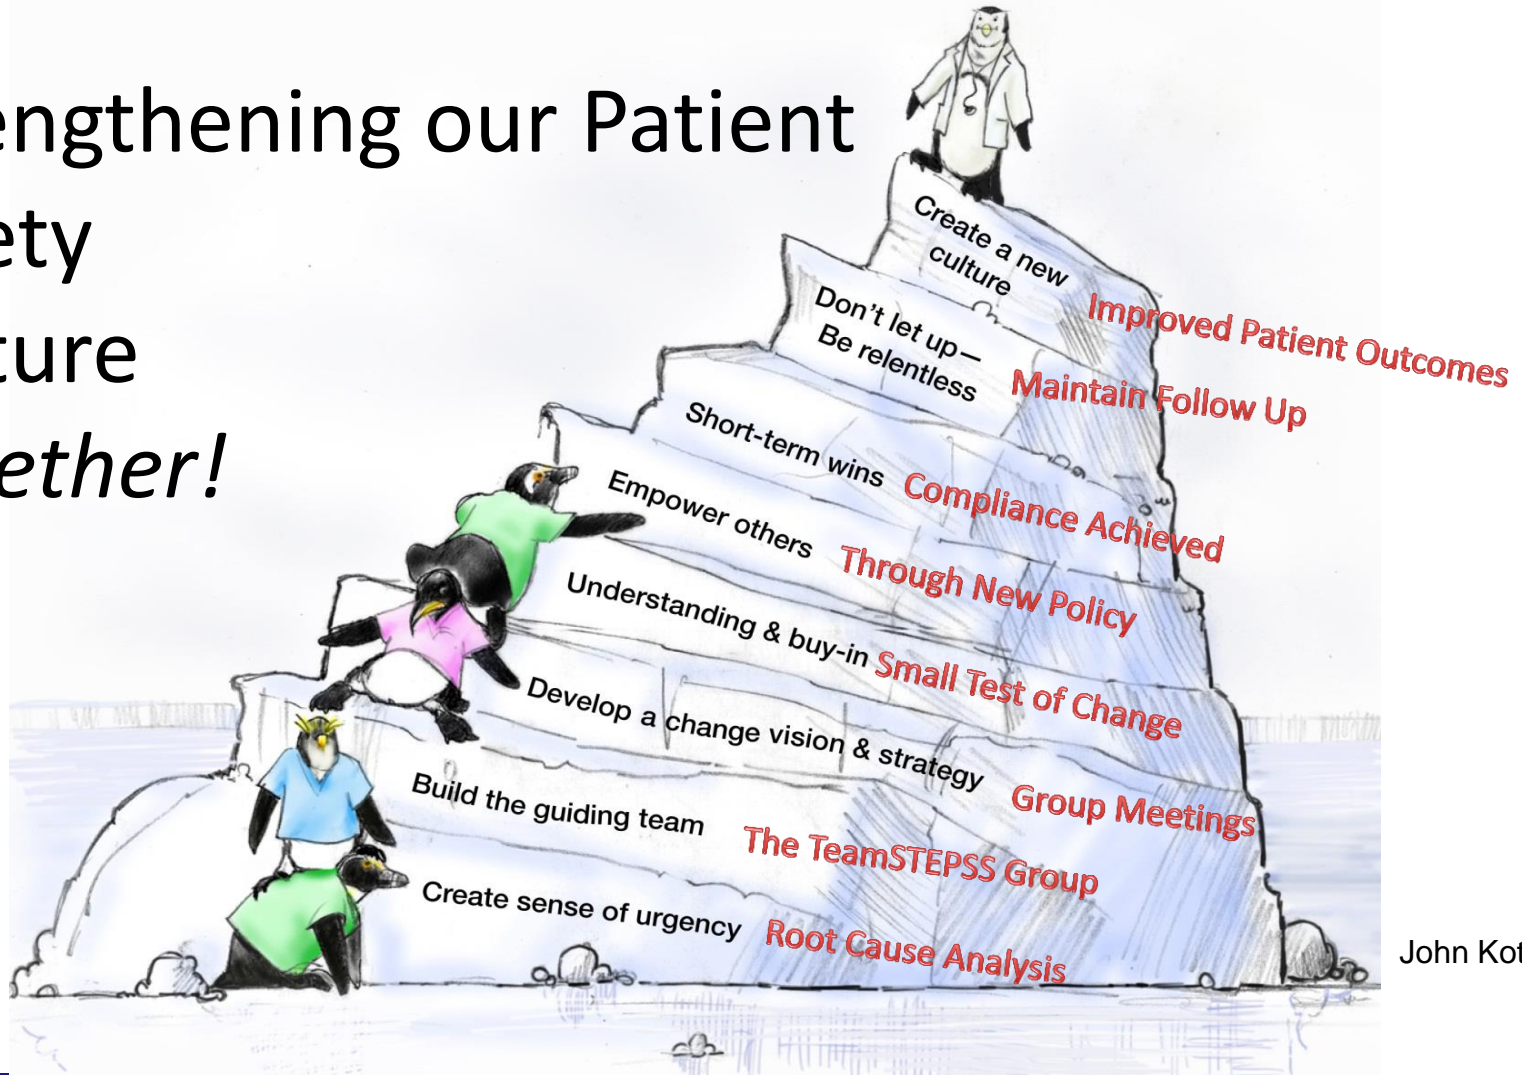 engthening our Patient
ety
ture
ether!
Create a new
culture
Improved Patient Outcomes
Don't let up—
Be relentless
Maintain Follow Up
Short-term wins Compliance Achieved
Empower others Through New Policy
Understanding & buy-in Small Test of Change
Develop a change vision & strategy Group Meetings
Build the guiding team The TeamSTEPSS Group
Create sense of urgency Root Cause Analysis
John Kot